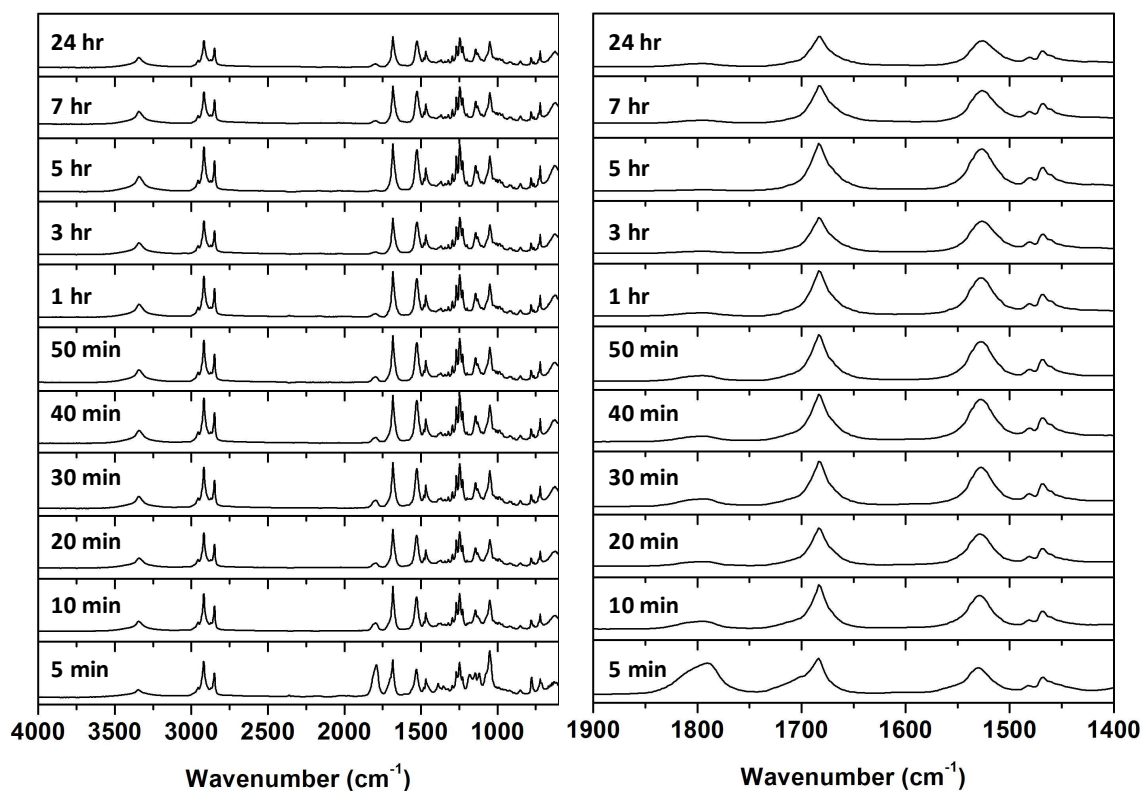 24 hr
7 hr
5 hr
3 hr
1 hr
50 min
40 min
30 min
20 min
10 min
5 min
4000 3500 3000 2500 2000 1500 1000
Wavenumber (cm⁻¹)
24 hr
7 hr
5 hr
3 hr
1 hr
50 min
40 min
30 min
20 min
10 min
5 min
1900 1800 1700 1600 1500 1400
Wavenumber (cm⁻¹)